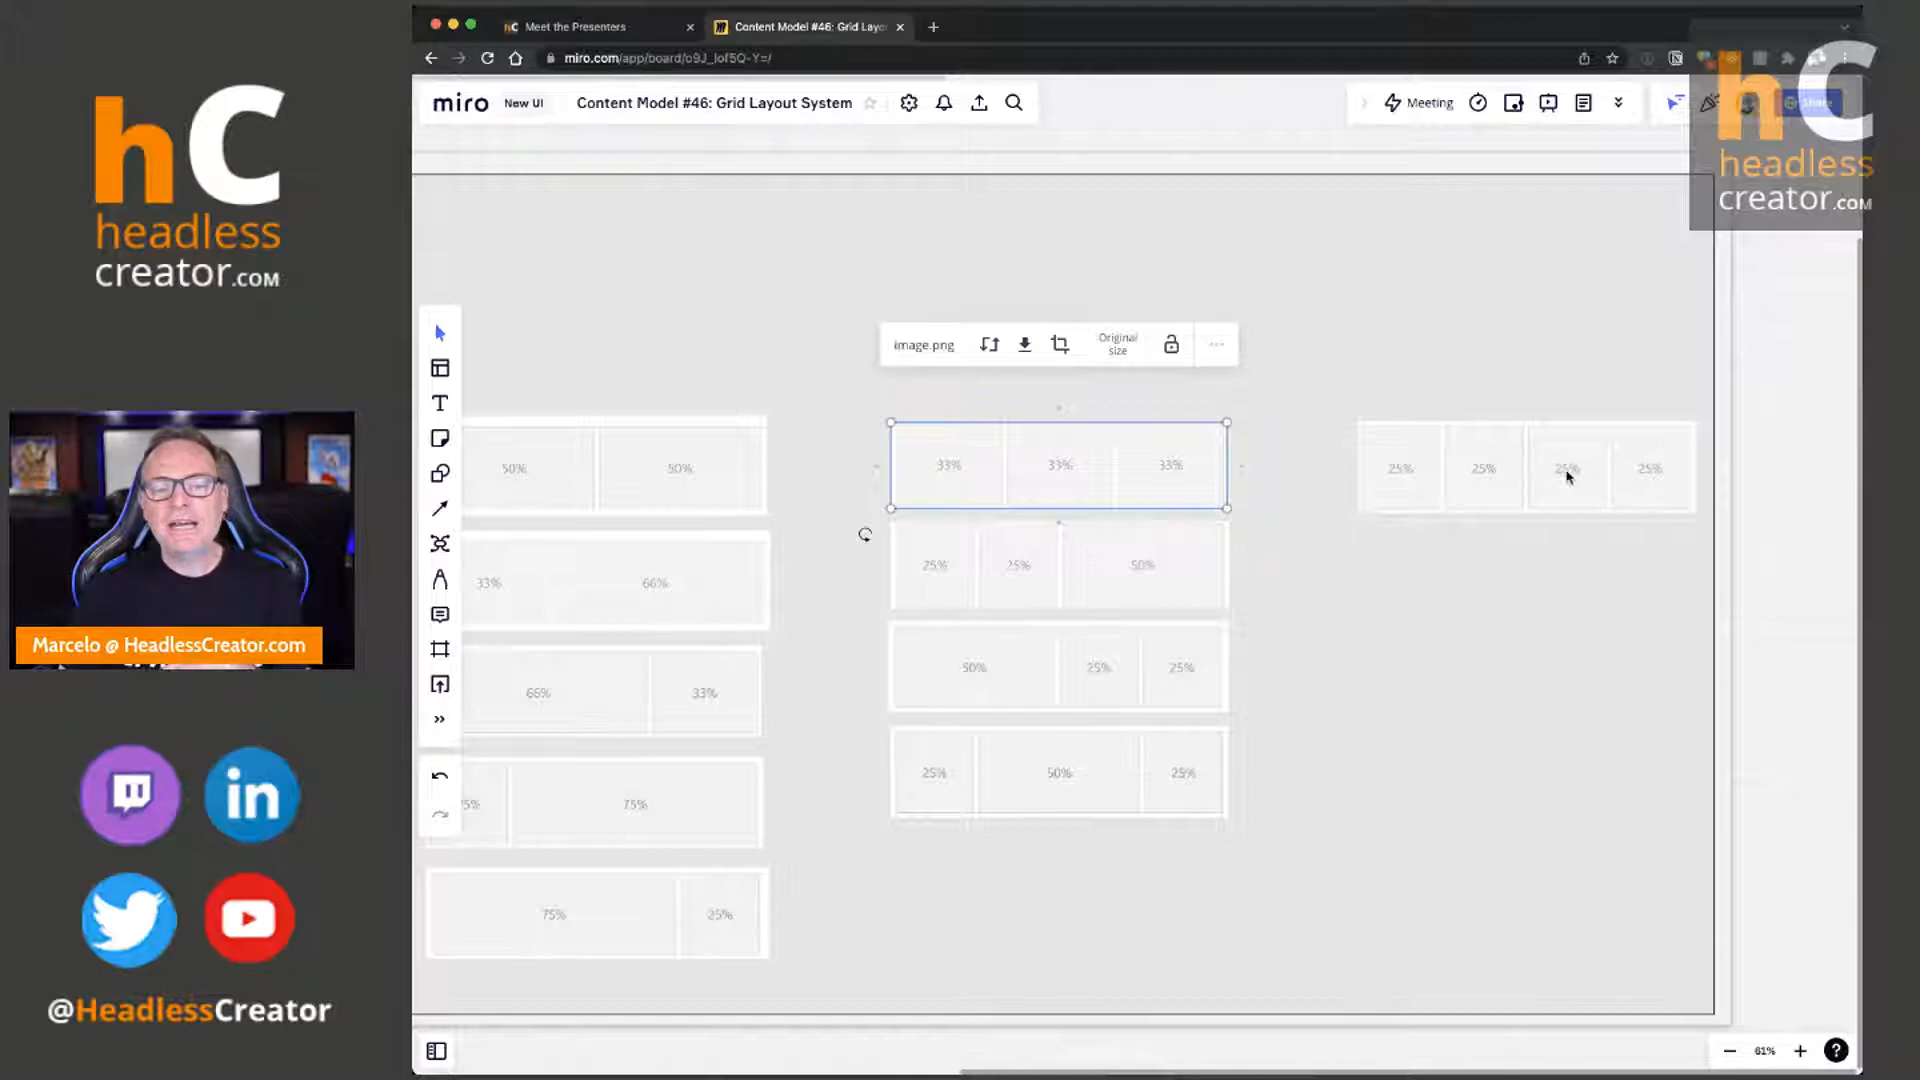 hC
headless
creator.COM
Marcelo @ HeadlessCreator.com
@HeadlessCreator
hC Meet the Presenters
Content Model #46: Grid Layo
miro.com/app/board/o9J_lof5Q-Y=/
miro
New UI
Content Model #46: Grid Layout System
Meeting
Share
hC
headless
creator.COM
image.png
Original
size
50% 50%
33% 66%
66% 33%
75%
75% 25%
33% 33% 33%
25% 25% 50%
50% 25% 25%
25% 50% 25%
25% 25% 25% 25%
61%